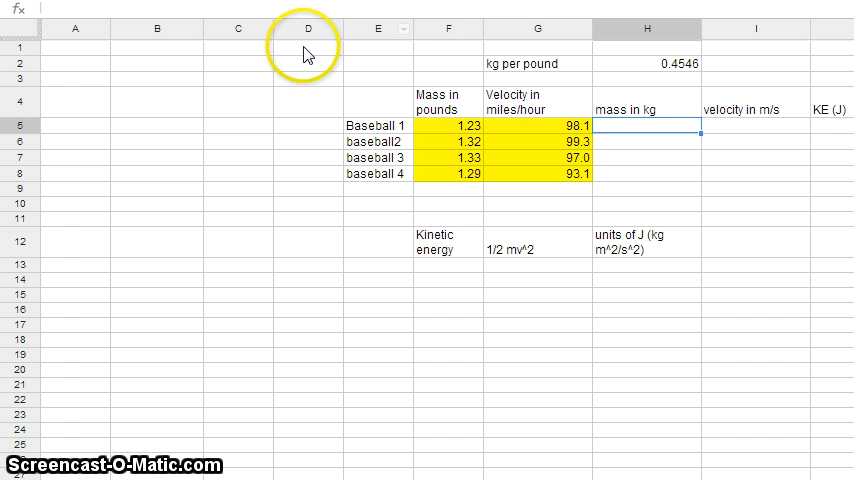 fx
A B C D E F G H I
1
2 kg per pound 0.4546
3
Mass in Velocity in
4 pounds miles/hour mass in kg velocity in m/s KE (J)
5 Baseball 1 1.23 98.1
6 baseball2 1.32 99.3
7 baseball 3 1.33 97.0
8 baseball 4 1.29 93.1
9
10
11
Kinetic units of J (kg
12 energy 1/2 mv^2 m^2/s^2)
13
14
15
16
17
18
19
20
21
22
23
24
25
Screencast-O-Matic.com
27